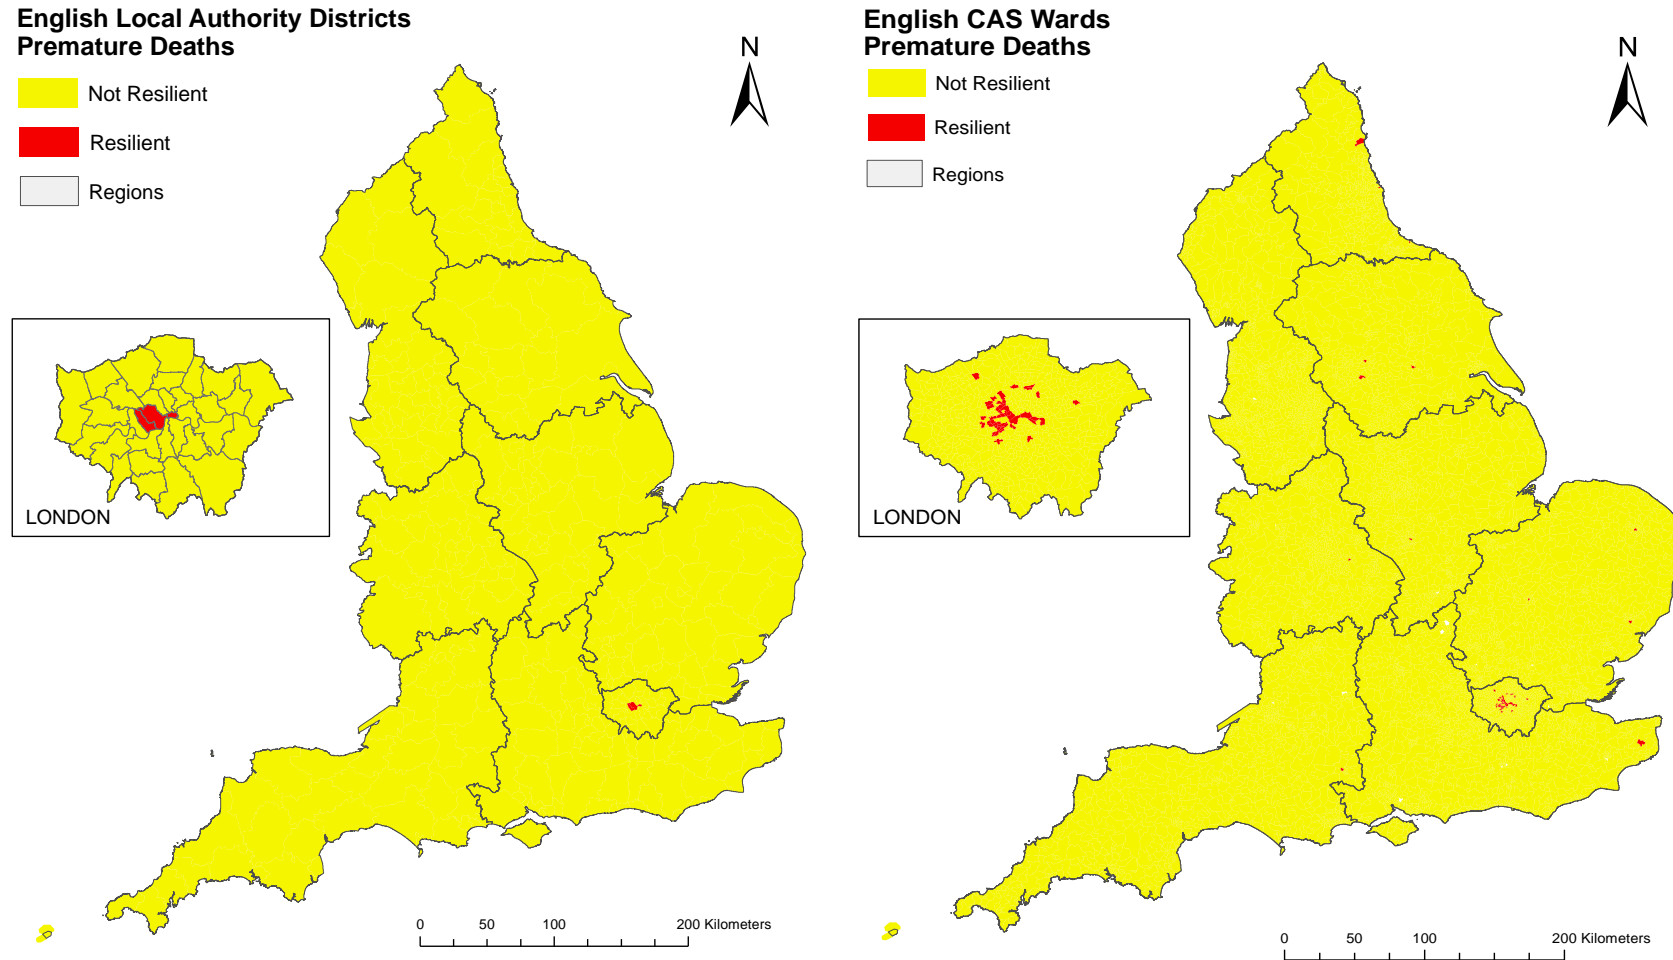 English Local Authority Districts
Premature Deaths
Not Resilient
Resilient
Regions
N
LONDON
0 50 100 200 Kilometers
English CAS Wards
Premature Deaths
Not Resilient
Resilient
Regions
N
LONDON
0 50 100 200 Kilometers